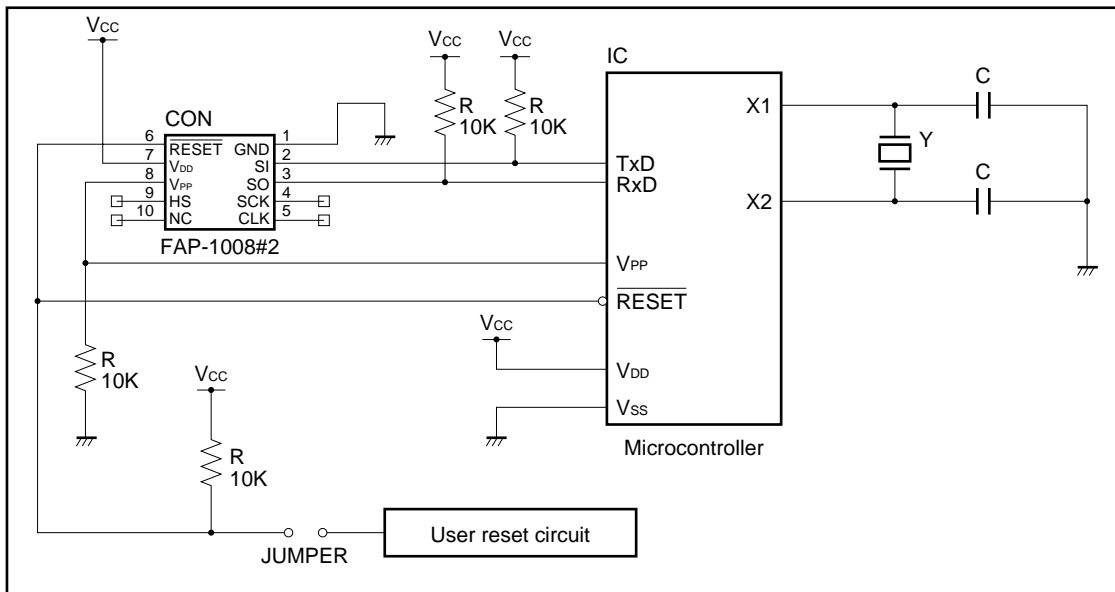 VCC
VCC
VCC
IC
C
X1
R
10K
R
10K
CON
6
RESET
GND
1
7
VDD
SI
2
8
VPP
SO
3
9
HS
SCK
4
10
NC
CLK
5
FAP-1008#2
TxD
RxD
Y
X2
C
VPP
RESET
VCC
R
10K
VCC
VDD
VSS
Microcontroller
R
10K
JUMPER
User reset circuit